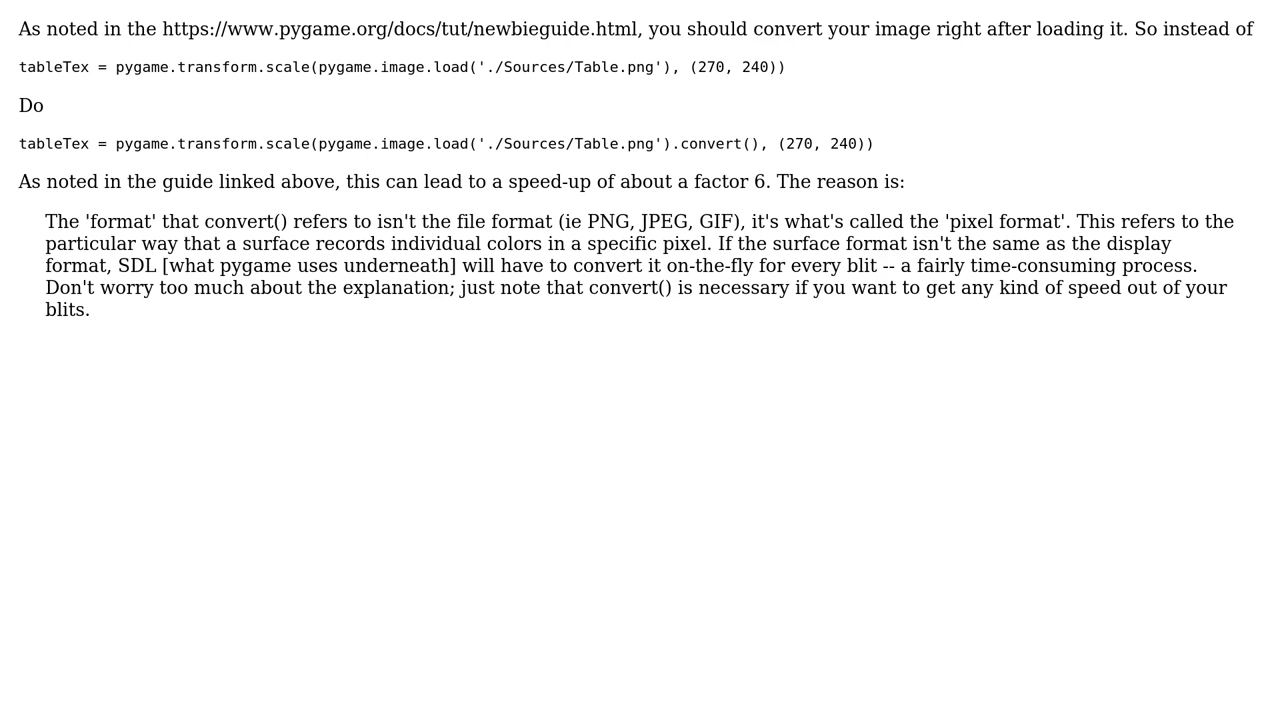 As noted in the https://www.pygame.org/docs/tut/newbieguide.html, you should convert your image right after loading it. So instead of
tableTex = pygame.transform.scale(pygame.image.load('./Sources/Table.png'), (270, 240))
Do
tableTex = pygame.transform.scale(pygame.image.load('./Sources/Table.png').convert(), (270, 240))
As noted in the guide linked above, this can lead to a speed-up of about a factor 6. The reason is:
The 'format' that convert() refers to isn't the file format (ie PNG, JPEG, GIF), it's what's called the 'pixel format'. This refers to the
particular way that a surface records individual colors in a specific pixel. If the surface format isn't the same as the display
format, SDL [what pygame uses underneath] will have to convert it on-the-fly for every blit -- a fairly time-consuming process.
Don't worry too much about the explanation; just note that convert() is necessary if you want to get any kind of speed out of your
blits.